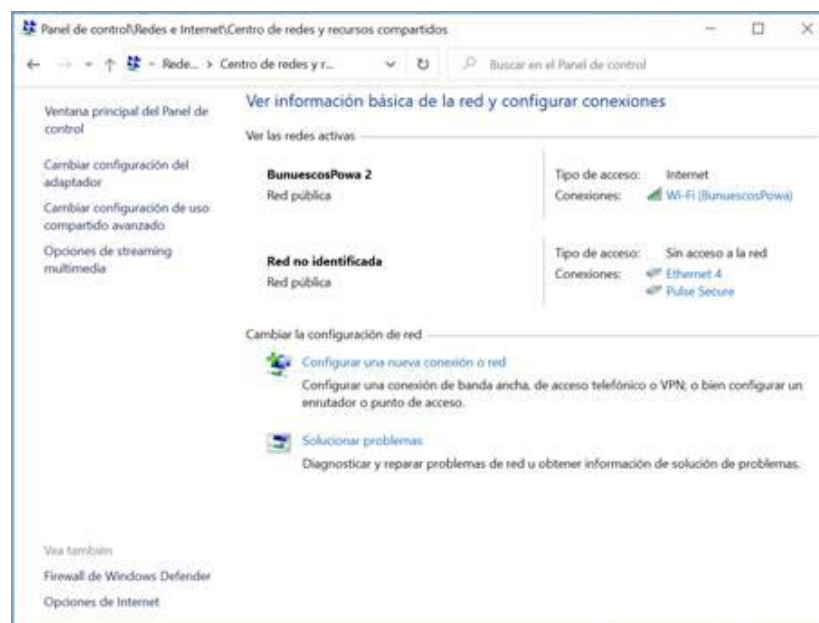 Panel de control\Redes e Internet\Centro de redes y recursos compartidos
Rede... > Centro de redes y r...
Buscar en el Panel de control
Ventana principal del Panel de
control
Cambiar configuración del
adaptador
Cambiar configuración de uso
compartido avanzado
Opciones de streaming
multimedia
Ver información básica de la red y configurar conexiones
Ver las redes activas
BunuescosPowa 2
Red pública
Tipo de acceso: Internet
Conexiones: Wi-Fi (BunuescosPowa)
Red no identificada
Red pública
Tipo de acceso: Sin acceso a la red
Conexiones: Ethernet 4
Pulse Secure
Cambiar la configuración de red
Configurar una nueva conexión o red
Configurar una conexión de banda ancha, de acceso telefónico o VPN; o bien configurar un
enrutador o punto de acceso.
Solucionar problemas
Diagnosticar y reparar problemas de red u obtener información de solución de problemas.
Vea también
Firewall de Windows Defender
Opciones de Internet